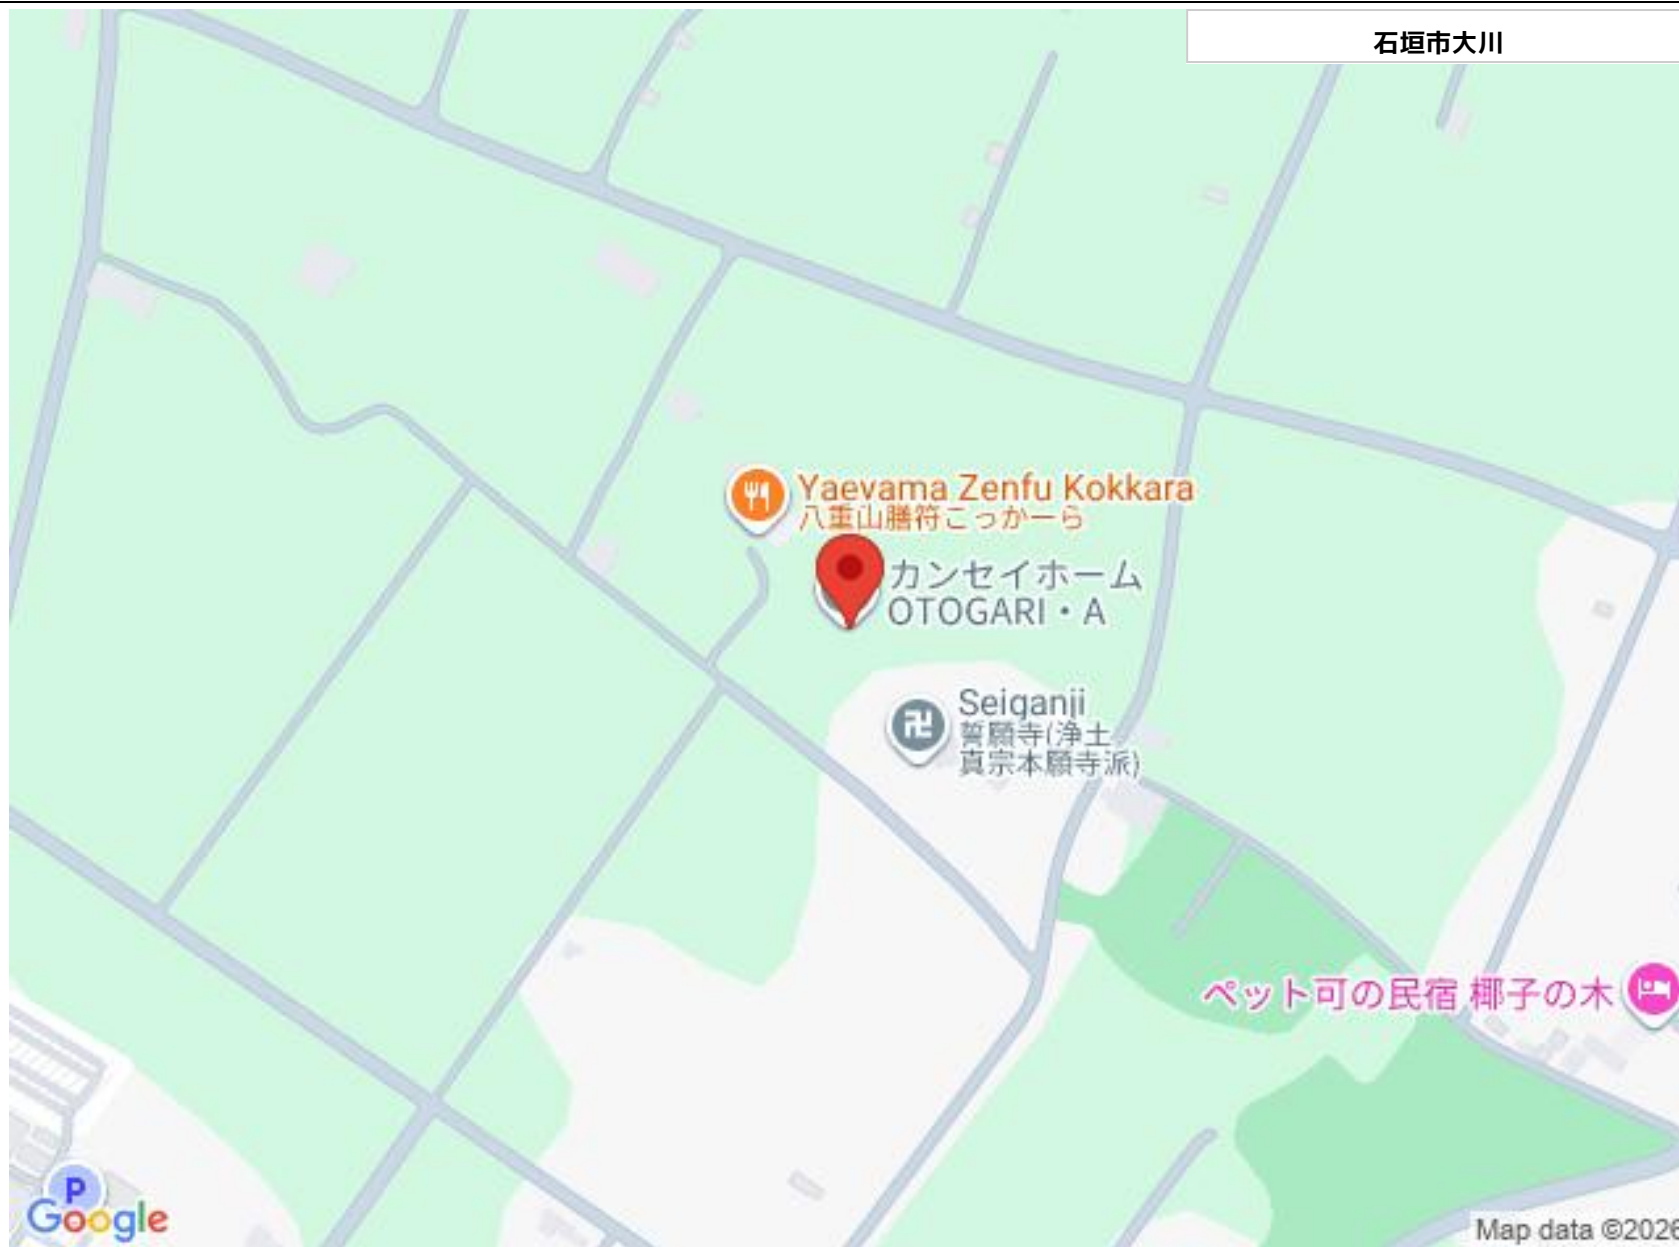 石垣市大川
Yaeyama Zenfu Kokkara
八重山膳符こっかーら
カンセイホーム
OTOGARI・A
Seiganji
誓願寺(浄土
真宗本願寺派)
ペット可の民宿 椰子の木
P
Google
Map data ©2026